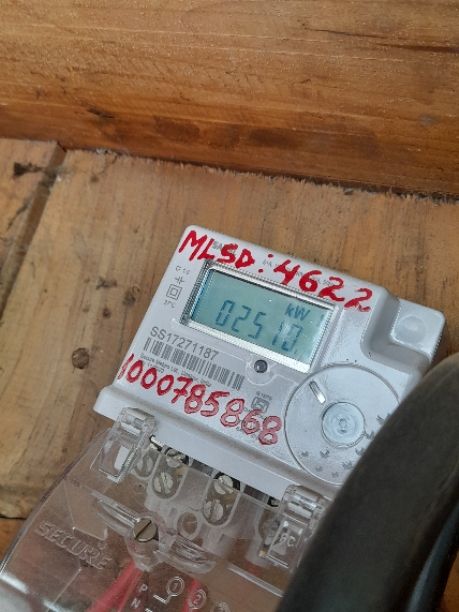 MLSD: 4622
kW
02510
SS17271187
1000785868
SECURE
P N